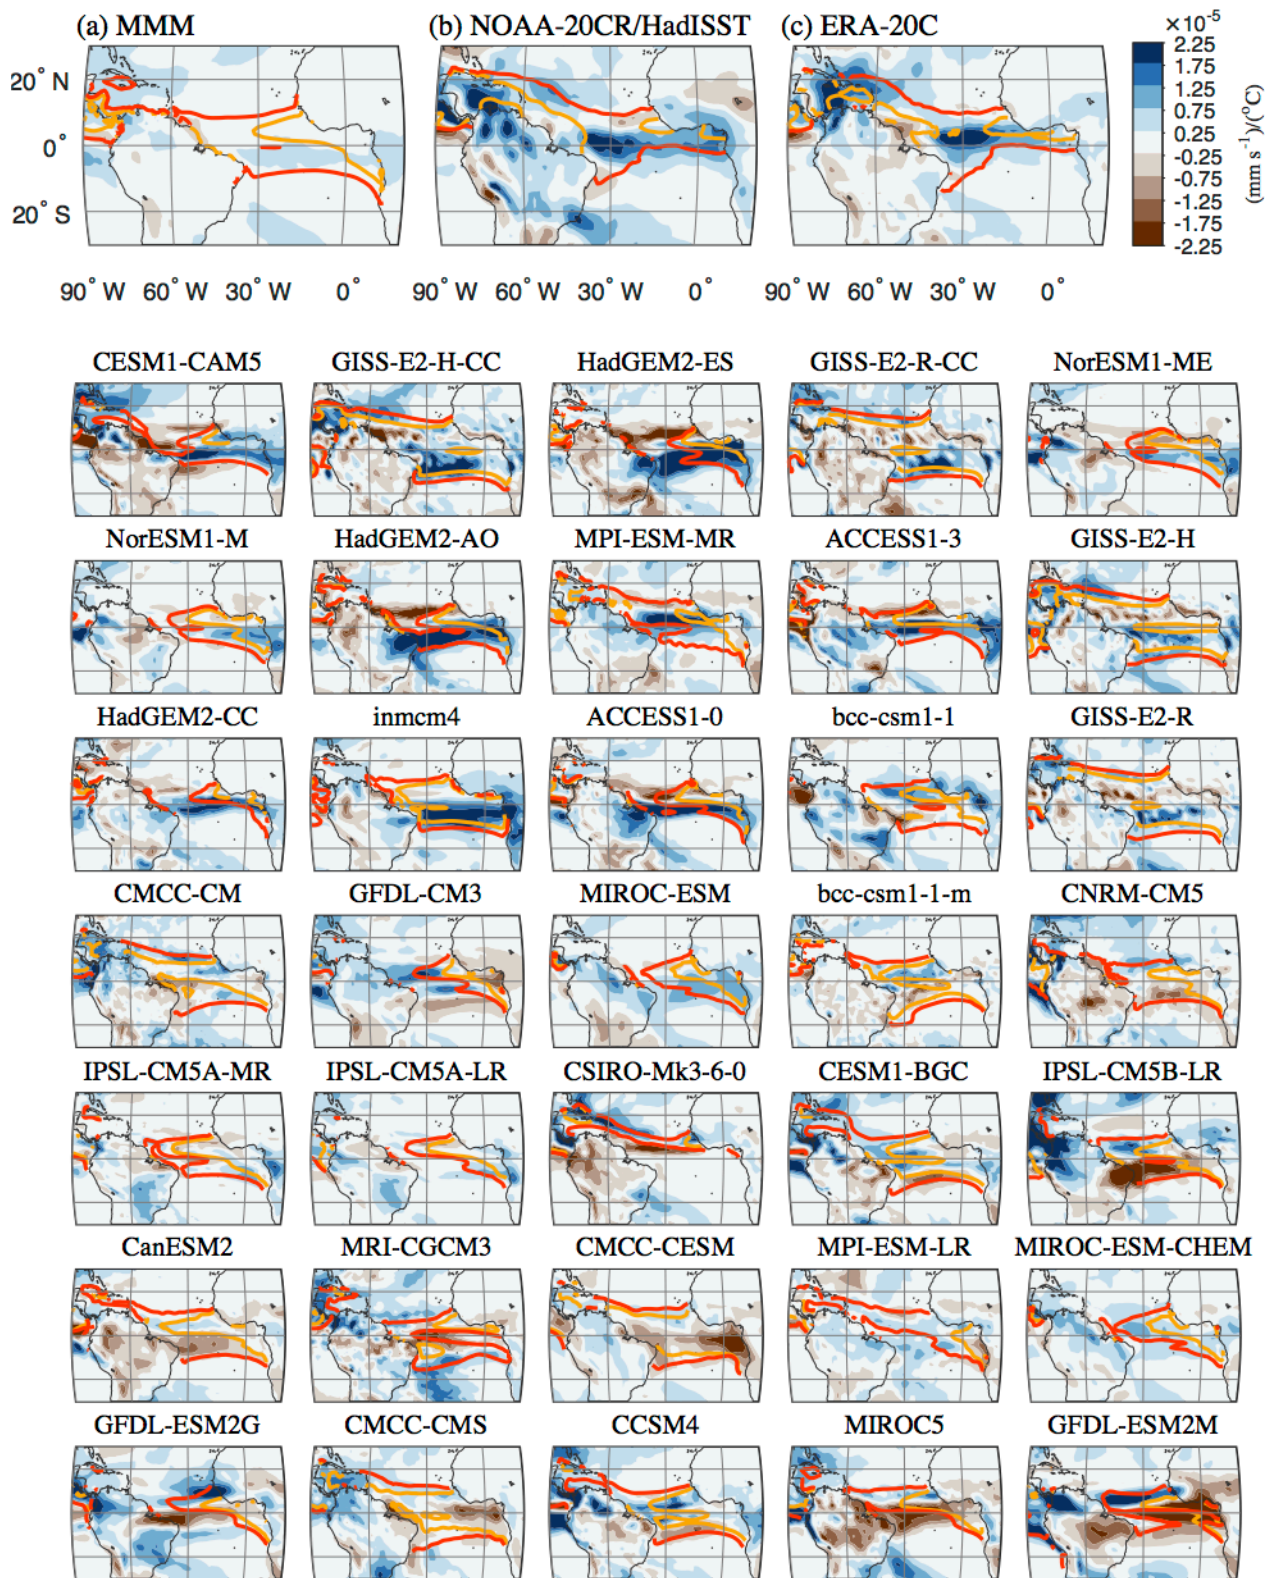 (a) MMM
(b) NOAA-20CR/HadISST
(c) ERA-20C
×10⁻⁵
2.25
1.75
1.25
0.75
0.25
-0.25
-0.75
-1.25
-1.75
-2.25
(mm s⁻¹)/(°C)
20° N
0°
20° S
90° W 60° W 30° W 0° 90° W 60° W 30° W 0° 90° W 60° W 30° W 0°
CESM1-CAM5 GISS-E2-H-CC HadGEM2-ES GISS-E2-R-CC NorESM1-ME
NorESM1-M HadGEM2-AO MPI-ESM-MR ACCESS1-3 GISS-E2-H
HadGEM2-CC inmcm4 ACCESS1-0 bcc-csm1-1 GISS-E2-R
CMCC-CM GFDL-CM3 MIROC-ESM bcc-csm1-1-m CNRM-CM5
IPSL-CM5A-MR IPSL-CM5A-LR CSIRO-Mk3-6-0 CESM1-BGC IPSL-CM5B-LR
CanESM2 MRI-CGCM3 CMCC-CESM MPI-ESM-LR MIROC-ESM-CHEM
GFDL-ESM2G CMCC-CMS CCSM4 MIROC5 GFDL-ESM2M